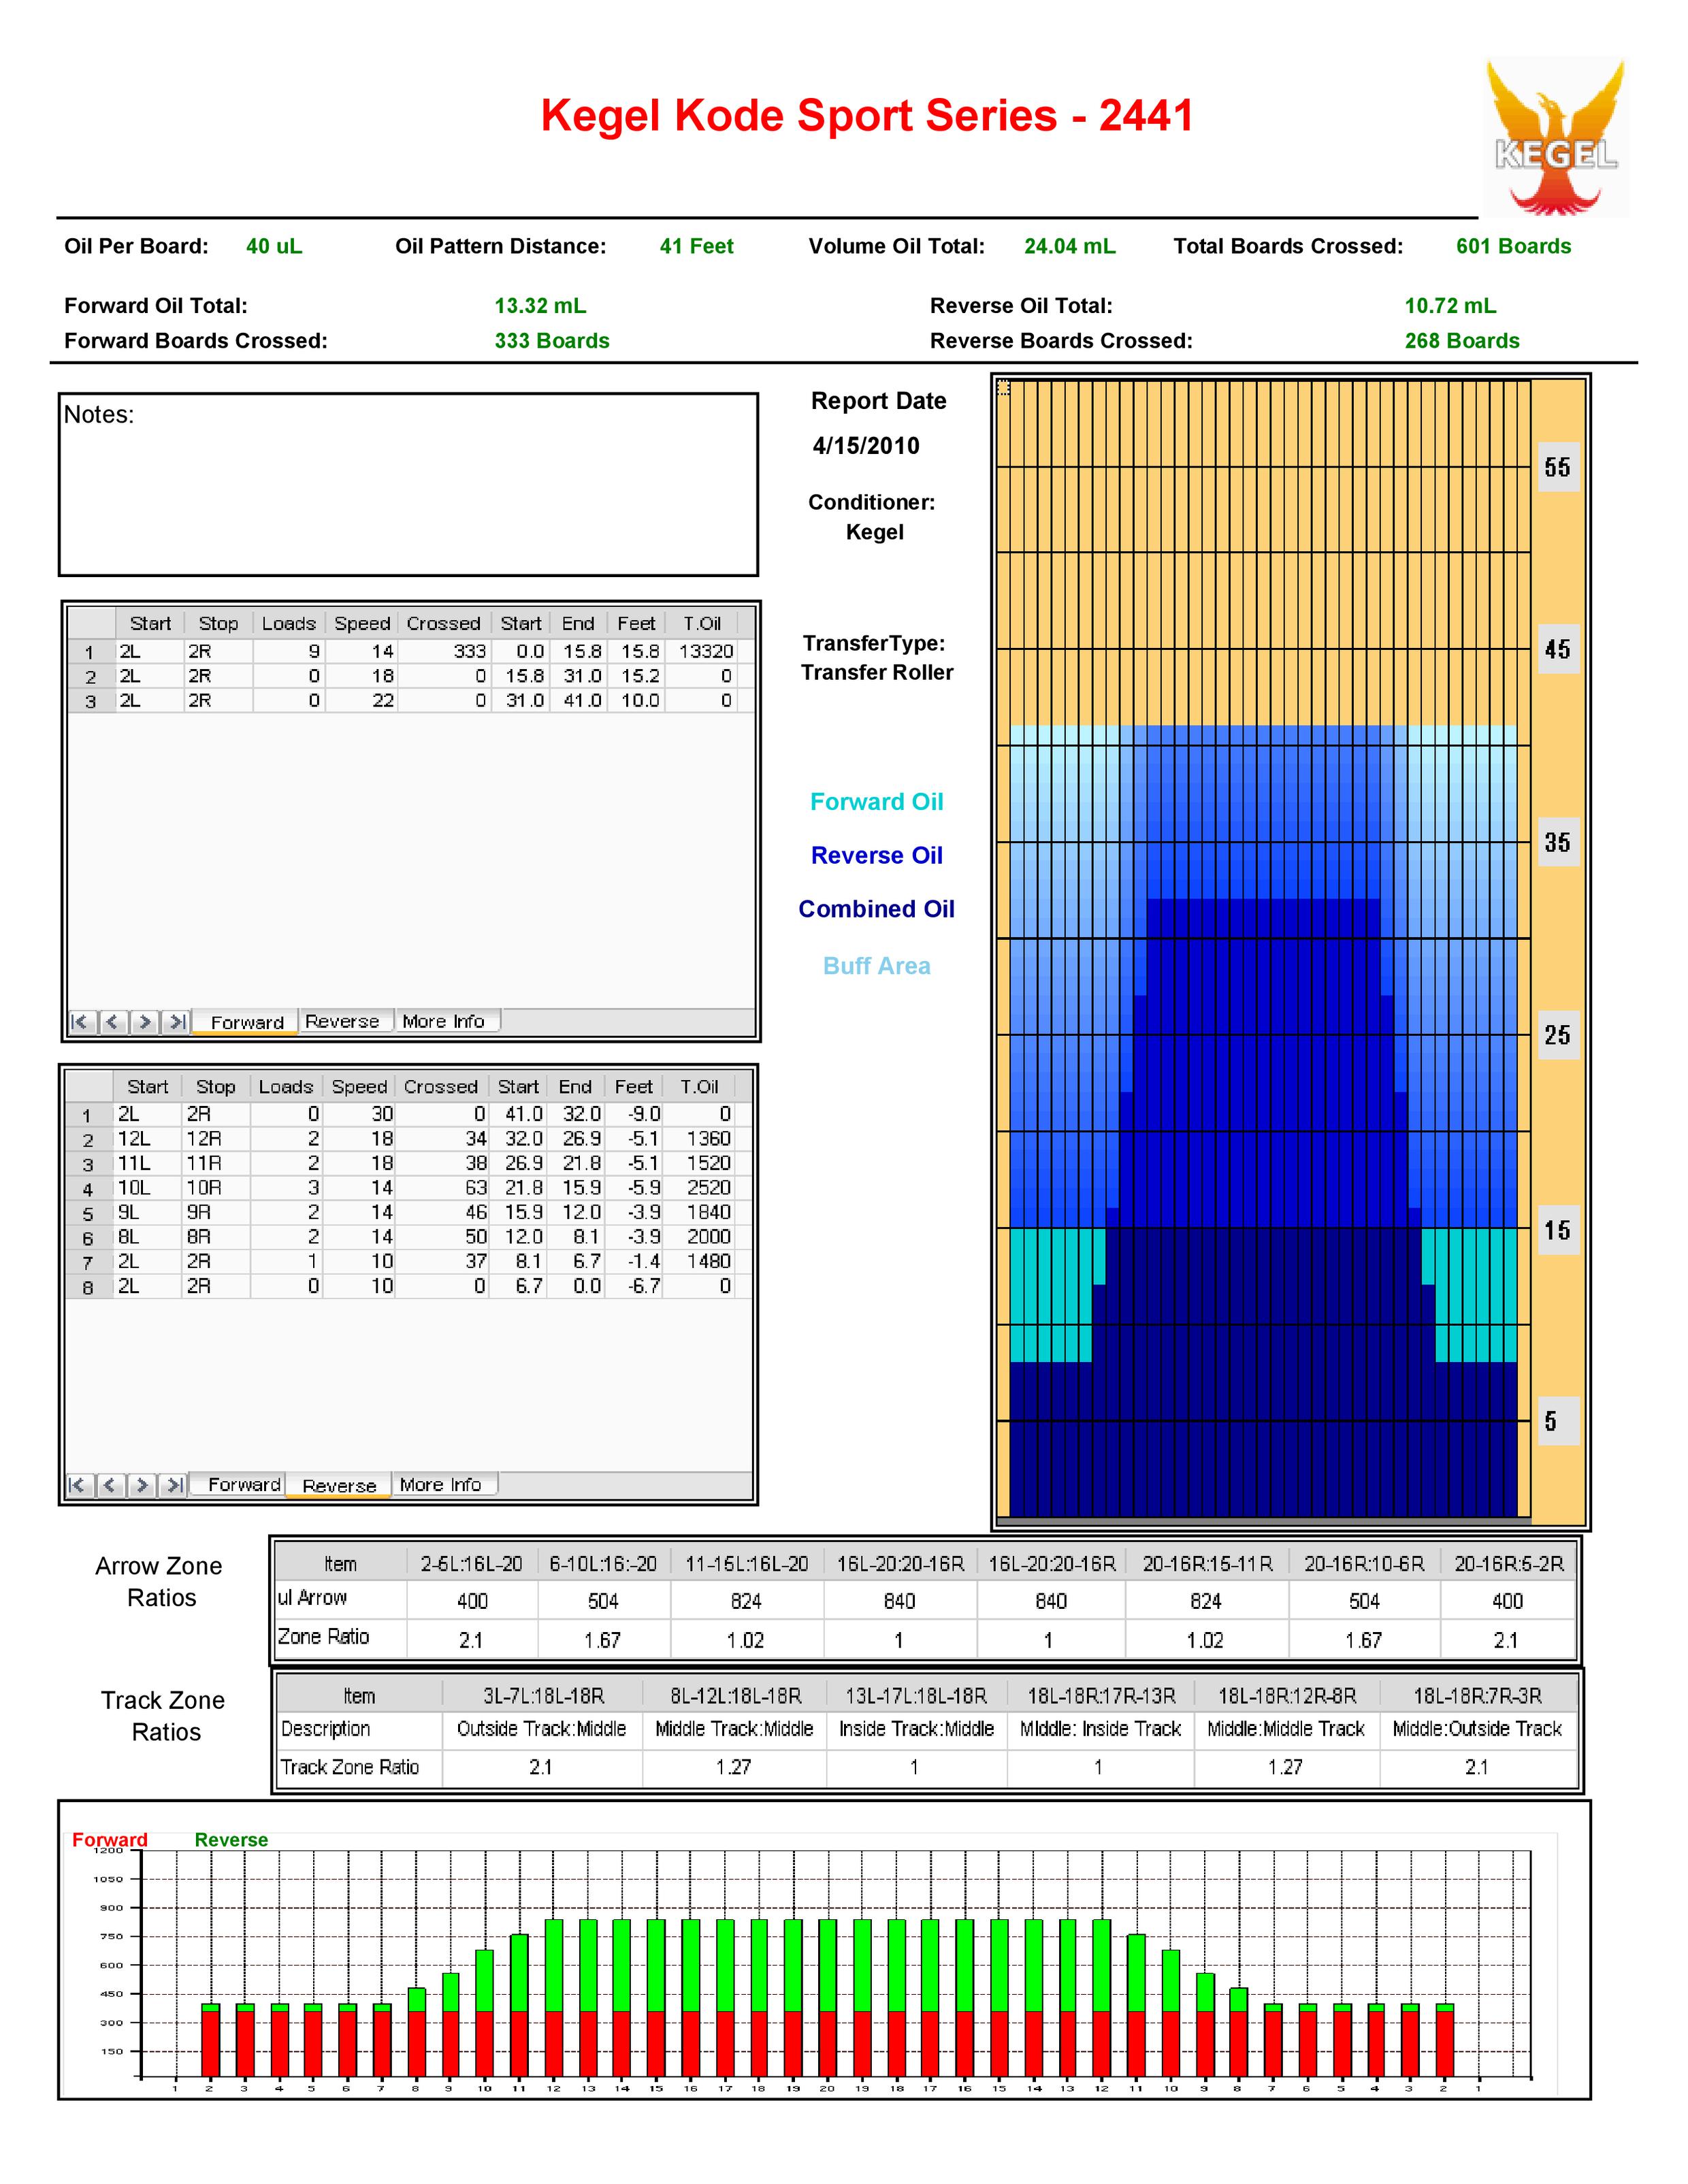 Kegel Kode Sport Series - 2441
KEGEL
Oil Per Board: 40 uL Oil Pattern Distance: 41 Feet Volume Oil Total: 24.04 mL Total Boards Crossed: 601 Boards
Forward Oil Total: 13.32 mL Reverse Oil Total: 10.72 mL
Forward Boards Crossed: 333 Boards Reverse Boards Crossed: 268 Boards
Notes:
Report Date
4/15/2010
Conditioner:
Kegel
TransferType:
Transfer Roller
Forward Oil
Reverse Oil
Combined Oil
Buff Area
55
45
35
25
15
5
Start Stop Loads Speed Crossed Start End Feet T.Oil
1 2L 2R 9 14 333 0.0 15.8 15.8 13320
2 2L 2R 0 18 0 15.8 31.0 15.2 0
3 2L 2R 0 22 0 31.0 41.0 10.0 0
Forward Reverse More Info
Start Stop Loads Speed Crossed Start End Feet T.Oil
1 2L 2R 0 30 0 41.0 32.0 -9.0 0
2 12L 12R 2 18 34 32.0 26.9 -5.1 1360
3 11L 11R 2 18 38 26.9 21.8 -5.1 1520
4 10L 10R 3 14 63 21.8 15.9 -5.9 2520
5 9L 9R 2 14 46 15.9 12.0 -3.9 1840
6 8L 8R 2 14 50 12.0 8.1 -3.9 2000
7 2L 2R 1 10 37 8.1 6.7 -1.4 1480
8 2L 2R 0 10 0 6.7 0.0 -6.7 0
Forward Reverse More Info
Arrow Zone
Ratios
Item 2-5L:16L-20 6-10L:16:-20 11-15L:16L-20 16L-20:20-16R 16L-20:20-16R 20-16R:15-11R 20-16R:10-6R 20-16R:5-2R
ul Arrow 400 504 824 840 840 824 504 400
Zone Ratio 2.1 1.67 1.02 1 1 1.02 1.67 2.1
Track Zone
Ratios
Item 3L-7L:18L-18R 8L-12L:18L-18R 13L-17L:18L-18R 18L-18R:17R-13R 18L-18R:12R-8R 18L-18R:7R-3R
Description Outside Track:Middle Middle Track:Middle Inside Track:Middle MIddle: Inside Track Middle:Middle Track Middle:Outside Track
Track Zone Ratio 2.1 1.27 1 1 1.27 2.1
Forward Reverse
1200
1050
900
750
600
450
300
150
1 2 3 4 5 6 7 8 9 10 11 12 13 14 15 16 17 18 19 20 19 18 17 16 15 14 13 12 11 10 9 8 7 6 5 4 3 2 1